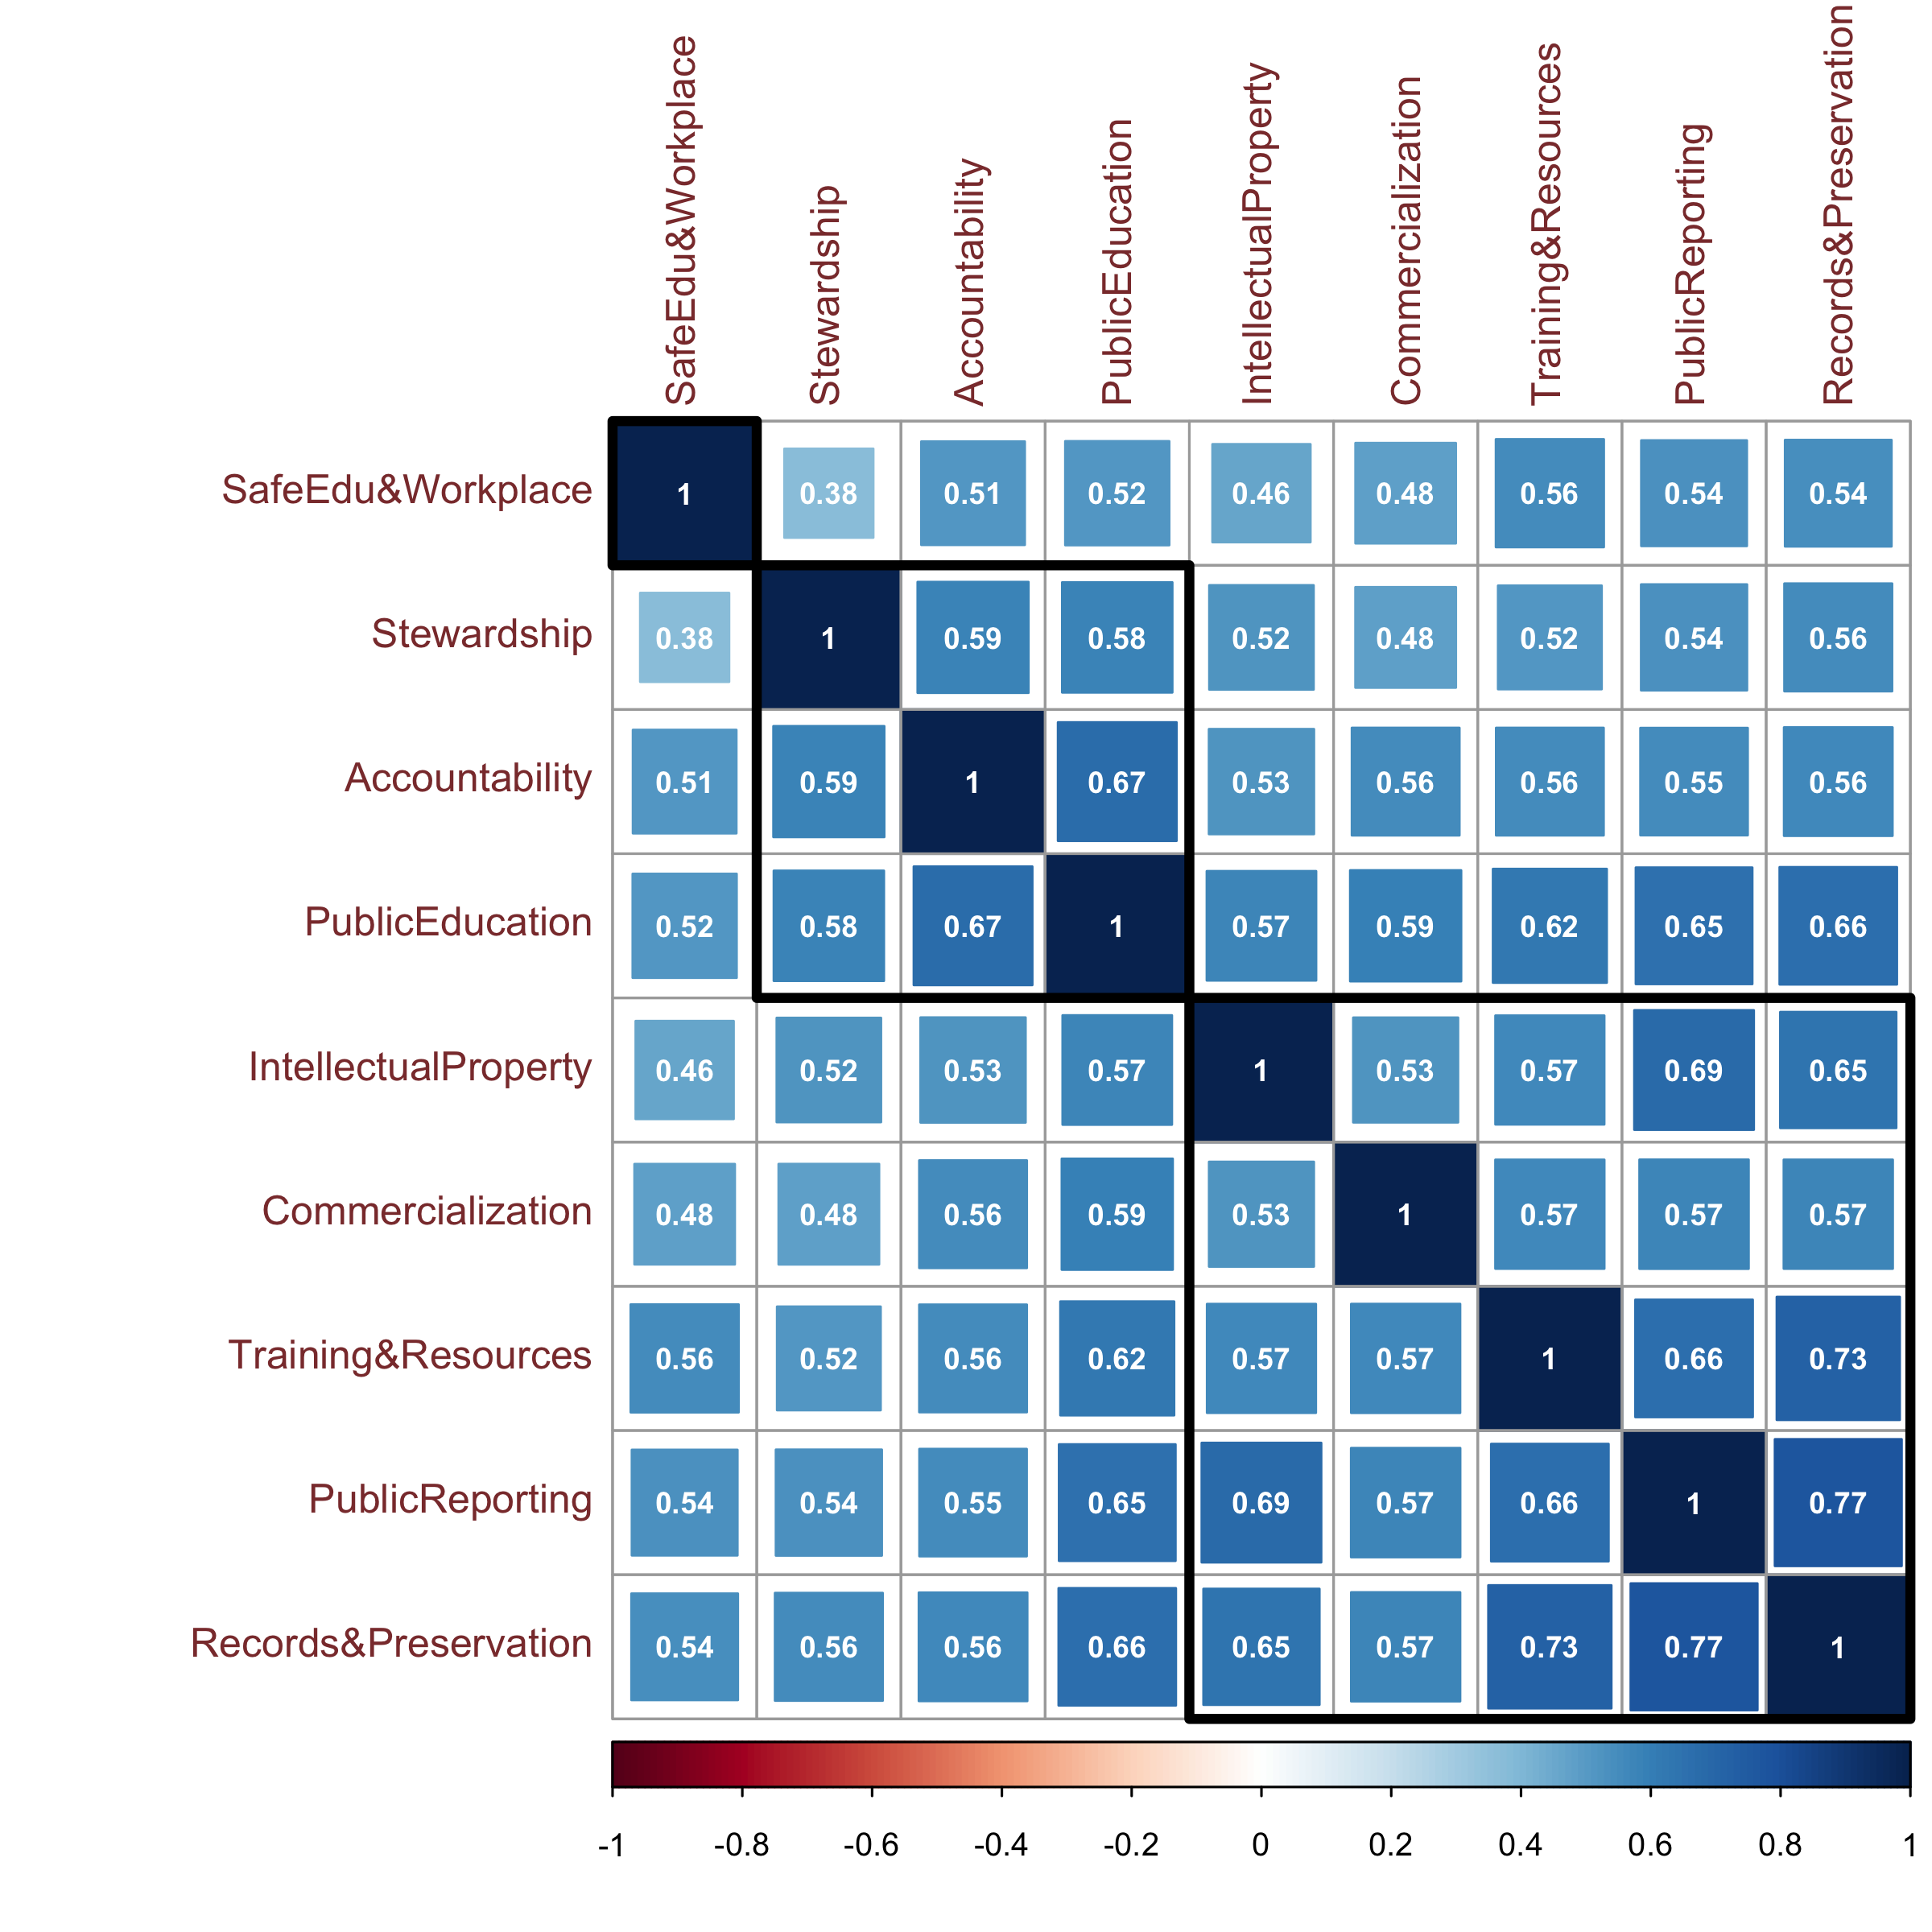 SafeEdu&Workplace
Stewardship
Accountability
PublicEducation
IntellectualProperty
Commercialization
Training&Resources
PublicReporting
Records&Preservation
SafeEdu&Workplace 1 0.38 0.51 0.52 0.46 0.48 0.56 0.54 0.54
Stewardship 0.38 1 0.59 0.58 0.52 0.48 0.52 0.54 0.56
Accountability 0.51 0.59 1 0.67 0.53 0.56 0.56 0.55 0.56
PublicEducation 0.52 0.58 0.67 1 0.57 0.59 0.62 0.65 0.66
IntellectualProperty 0.46 0.52 0.53 0.57 1 0.53 0.57 0.69 0.65
Commercialization 0.48 0.48 0.56 0.59 0.53 1 0.57 0.57 0.57
Training&Resources 0.56 0.52 0.56 0.62 0.57 0.57 1 0.66 0.73
PublicReporting 0.54 0.54 0.55 0.65 0.69 0.57 0.66 1 0.77
Records&Preservation 0.54 0.56 0.56 0.66 0.65 0.57 0.73 0.77 1
-1 -0.8 -0.6 -0.4 -0.2 0 0.2 0.4 0.6 0.8 1